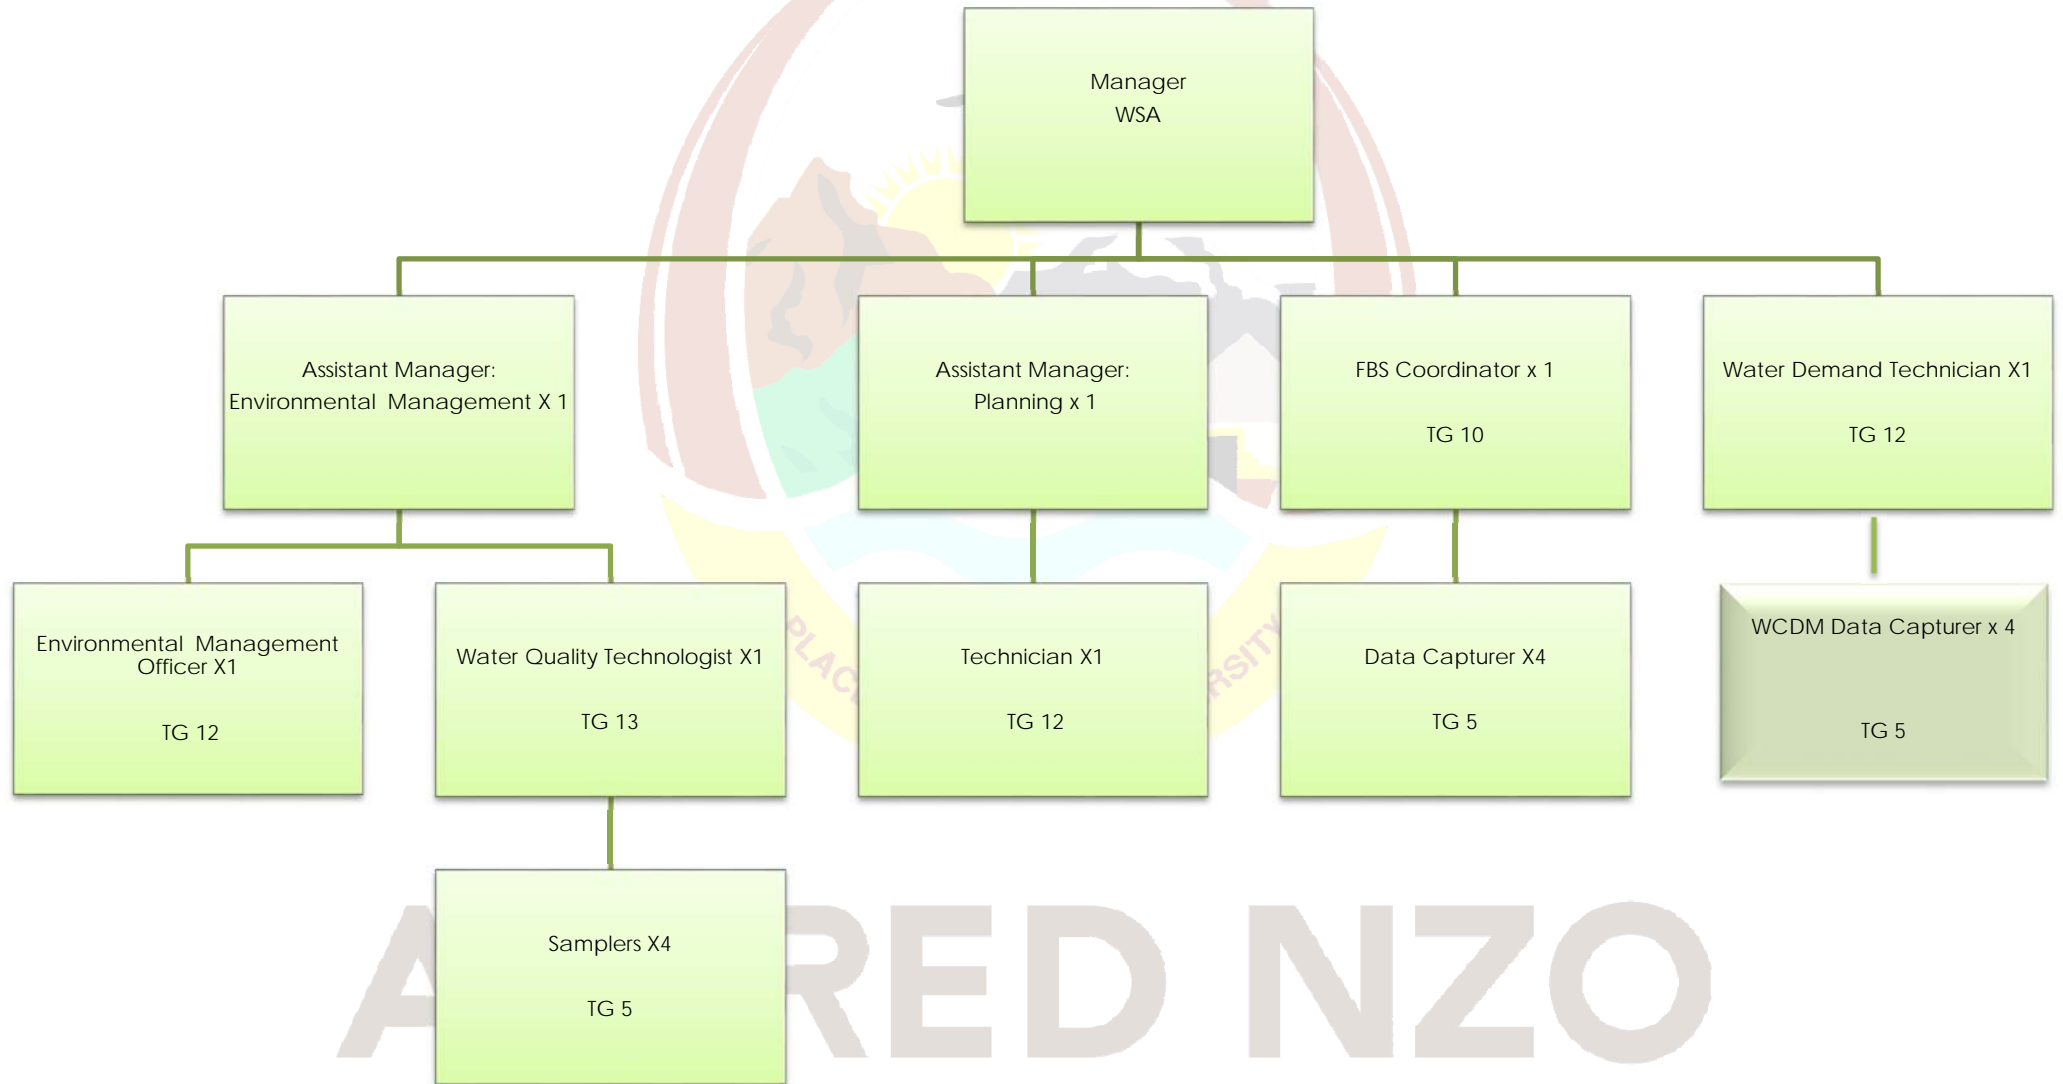 Manager
WSA
Assistant Manager:
Environmental Management X 1
Assistant Manager:
Planning x 1
FBS Coordinator x 1
TG 10
Water Demand Technician X1
TG 12
Environmental Management
Officer X1
TG 12
Water Quality Technologist X1
TG 13
Technician X1
TG 12
Data Capturer X4
TG 5
WCDM Data Capturer x 4
TG 5
Samplers X4
TG 5
RED NZO